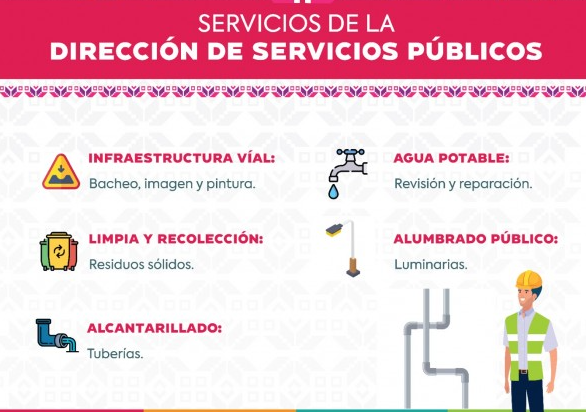 SERVICIOS DE LA
DIRECCIÓN DE SERVICIOS PÚBLICOS
INFRAESTRUCTURA VÍAL:
Bacheo, imagen y pintura.
LIMPIA Y RECOLECCIÓN:
Residuos sólidos.
ALCANTARILLADO:
Tuberías.
AGUA POTABLE:
Revisión y reparación.
ALUMBRADO PÚBLICO:
Luminarias.